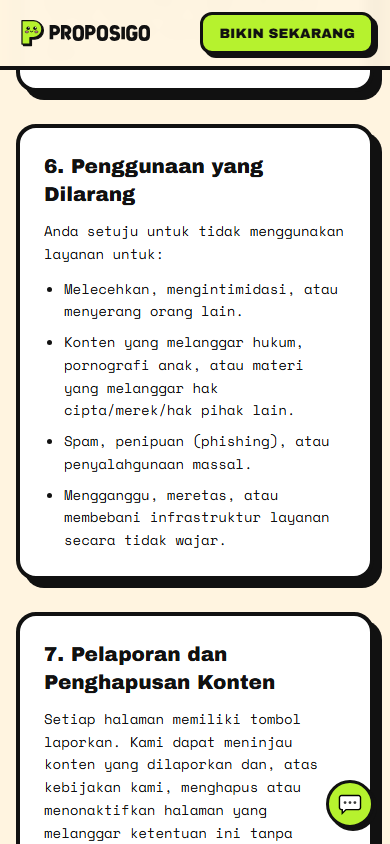 PROPOSIGO
BIKIN SEKARANG
6. Penggunaan yang
Dilarang
Anda setuju untuk tidak menggunakan
layanan untuk:
• Melecehkan, mengintimidasi, atau
menyerang orang lain.
• Konten yang melanggar hukum,
pornografi anak, atau materi
yang melanggar hak
cipta/merek/hak pihak lain.
• Spam, penipuan (phishing), atau
penyalahgunaan massal.
• Mengganggu, meretas, atau
membebani infrastruktur layanan
secara tidak wajar.
7. Pelaporan dan
Penghapusan Konten
Setiap halaman memiliki tombol
laporkan. Kami dapat meninjau
konten yang dilaporkan dan, atas
kebijakan kami, menghapus atau
menonaktifkan halaman yang
melanggar ketentuan ini tanpa